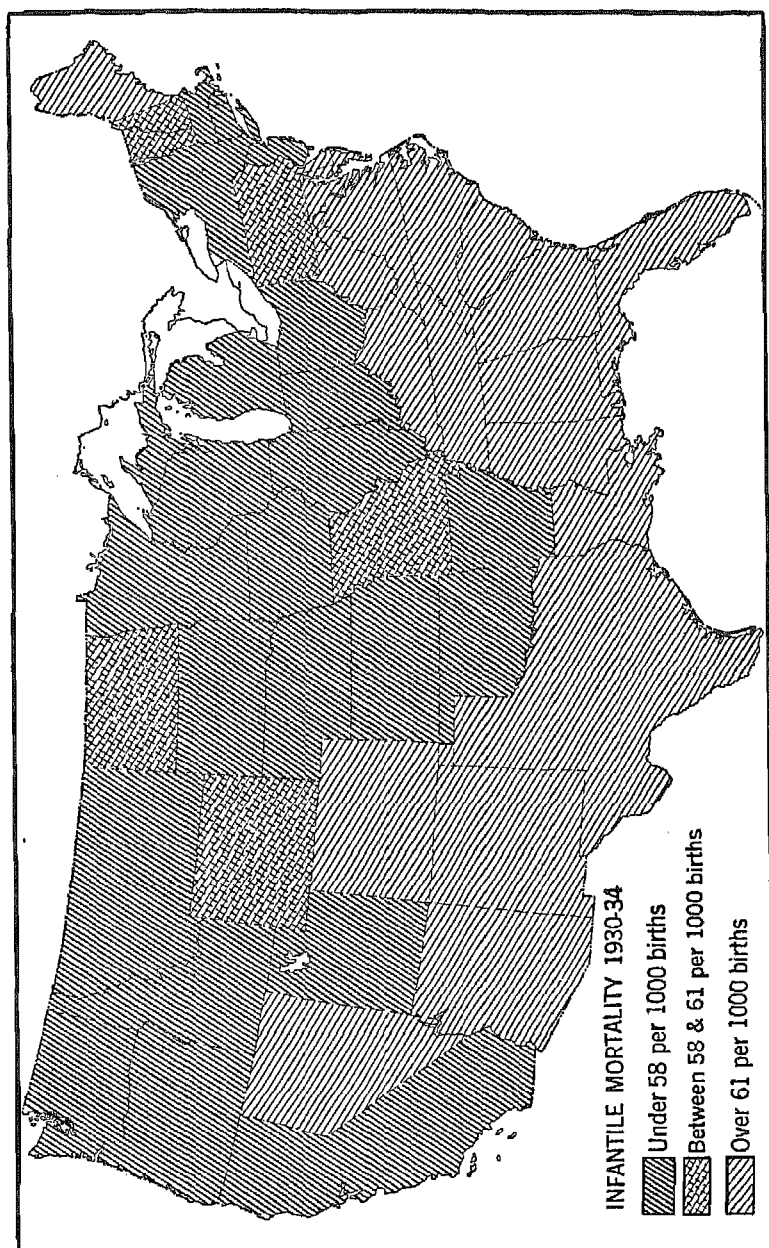 INFANTILE MORTALITY 1930-34
Under 58 per 1000 births
Between 58 & 61 per 1000 births
Over 61 per 1000 births